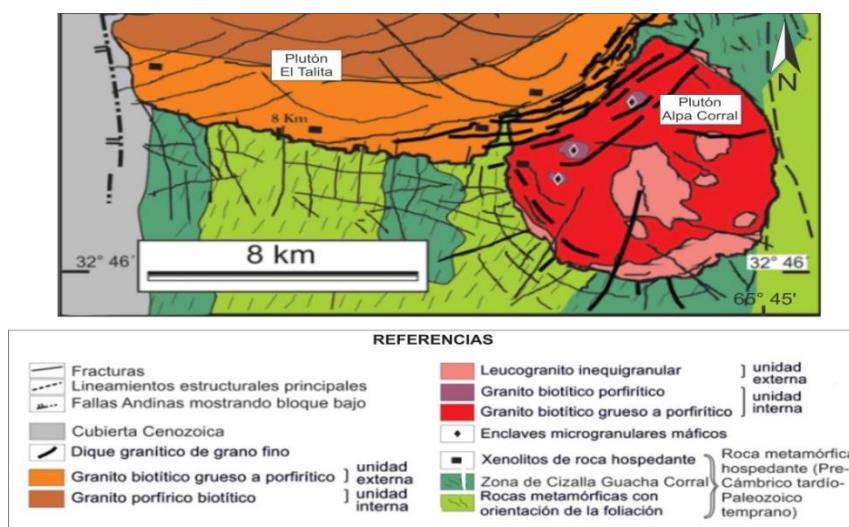 Plutón
El Talita
N
Plutón
Alpa Corral
8 Km
8 km
32° 46´
32° 46´
65° 45'
REFERENCIAS
Fracturas
Lineamientos estructurales principales
Fallas Andinas mostrando bloque bajo
Cubierta Cenozoica
Dique granítico de grano fino
Granito biotítico grueso a porfirítico
unidad
externa
Granito porfírico biotítico
unidad
interna
Leucogranito inequigranular
unidad
externa
Granito biotítico porfirítico
Granito biotítico grueso a porfirítico
unidad
interna
Enclaves microgranulares máficos
Xenolitos de roca hospedante
Zona de Cizalla Guacha Corral
Rocas metamórficas con
orientación de la foliación
Roca metamórfica
hospedante (Pre-
Cámbrico tardío-
Paleozoico
temprano)